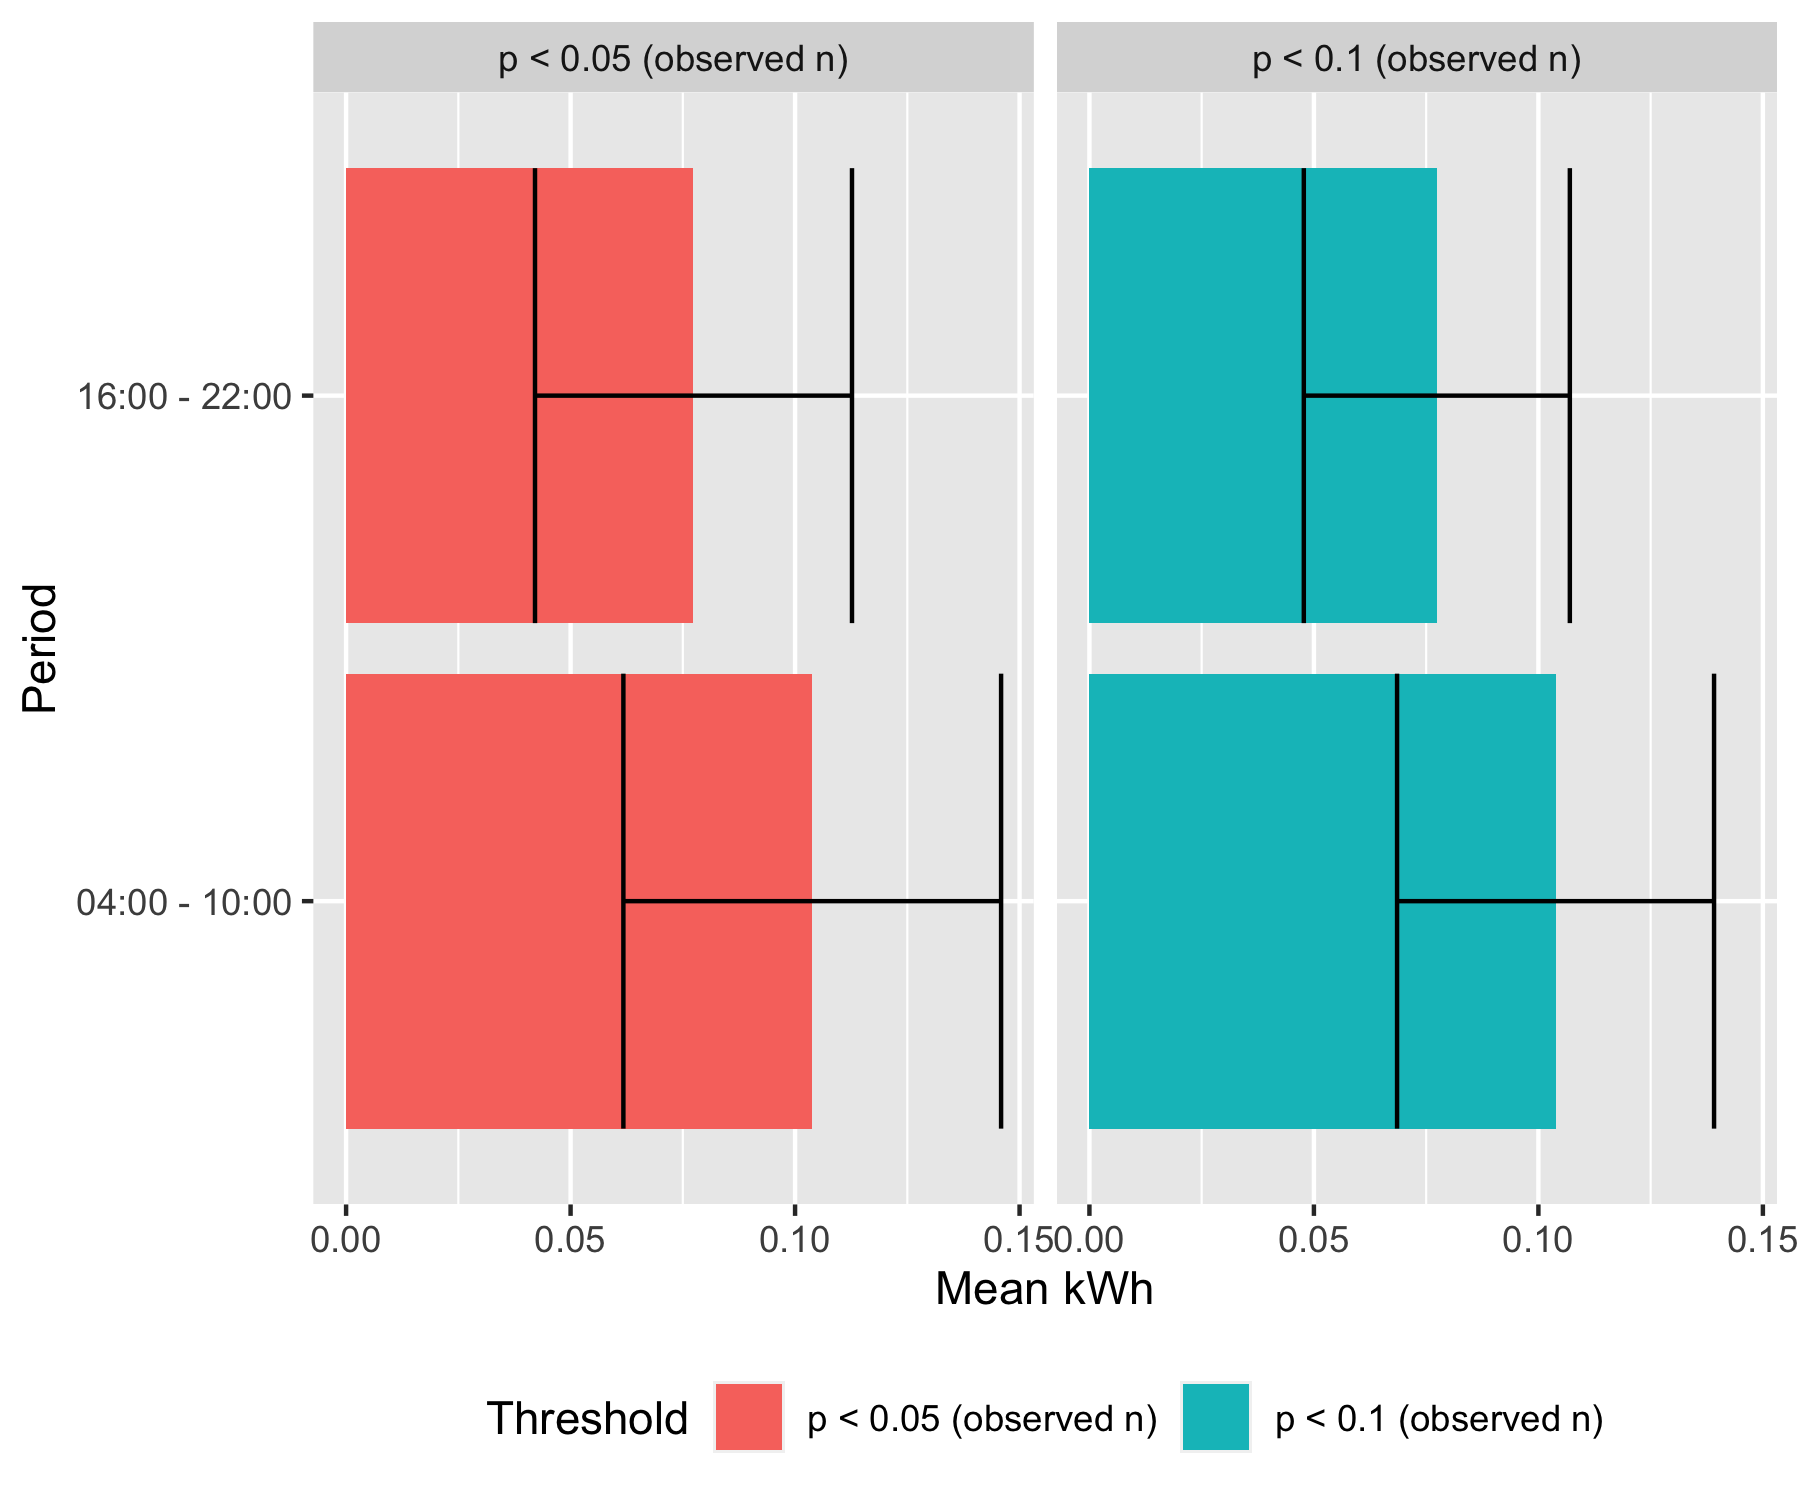 p < 0.05 (observed n)
p < 0.1 (observed n)
Period
16:00 - 22:00
04:00 - 10:00
0.00 0.05 0.10 0.15
0.00 0.05 0.10 0.15
Mean kWh
Threshold
p < 0.05 (observed n)
p < 0.1 (observed n)